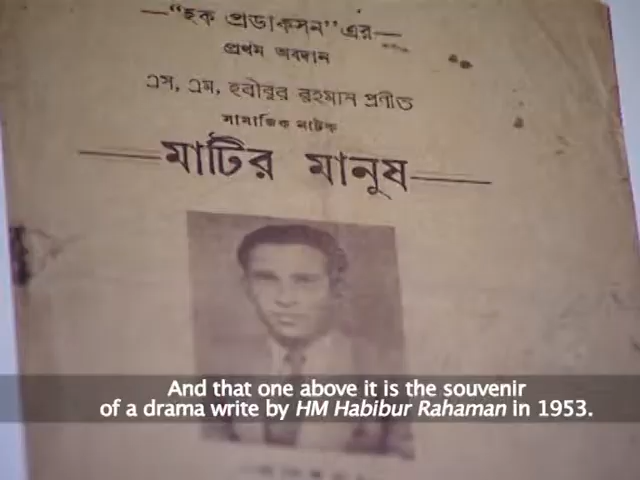 —"হক প্রডাকসন"এর—
প্রথম অবদান
এস, এম, হবীবুর রহমান প্রণীত
সামাজিক নাটক
মাটির মানুষ
And that one above it is the souvenir
of a drama write by HM Habibur Rahaman in 1953.